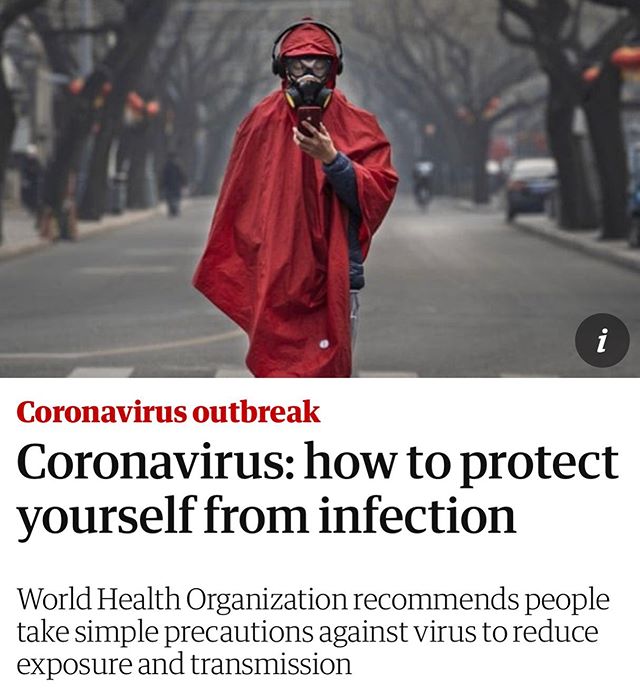 i
Coronavirus outbreak
Coronavirus: how to protect
yourself from infection
World Health Organization recommends people
take simple precautions against virus to reduce
exposure and transmission